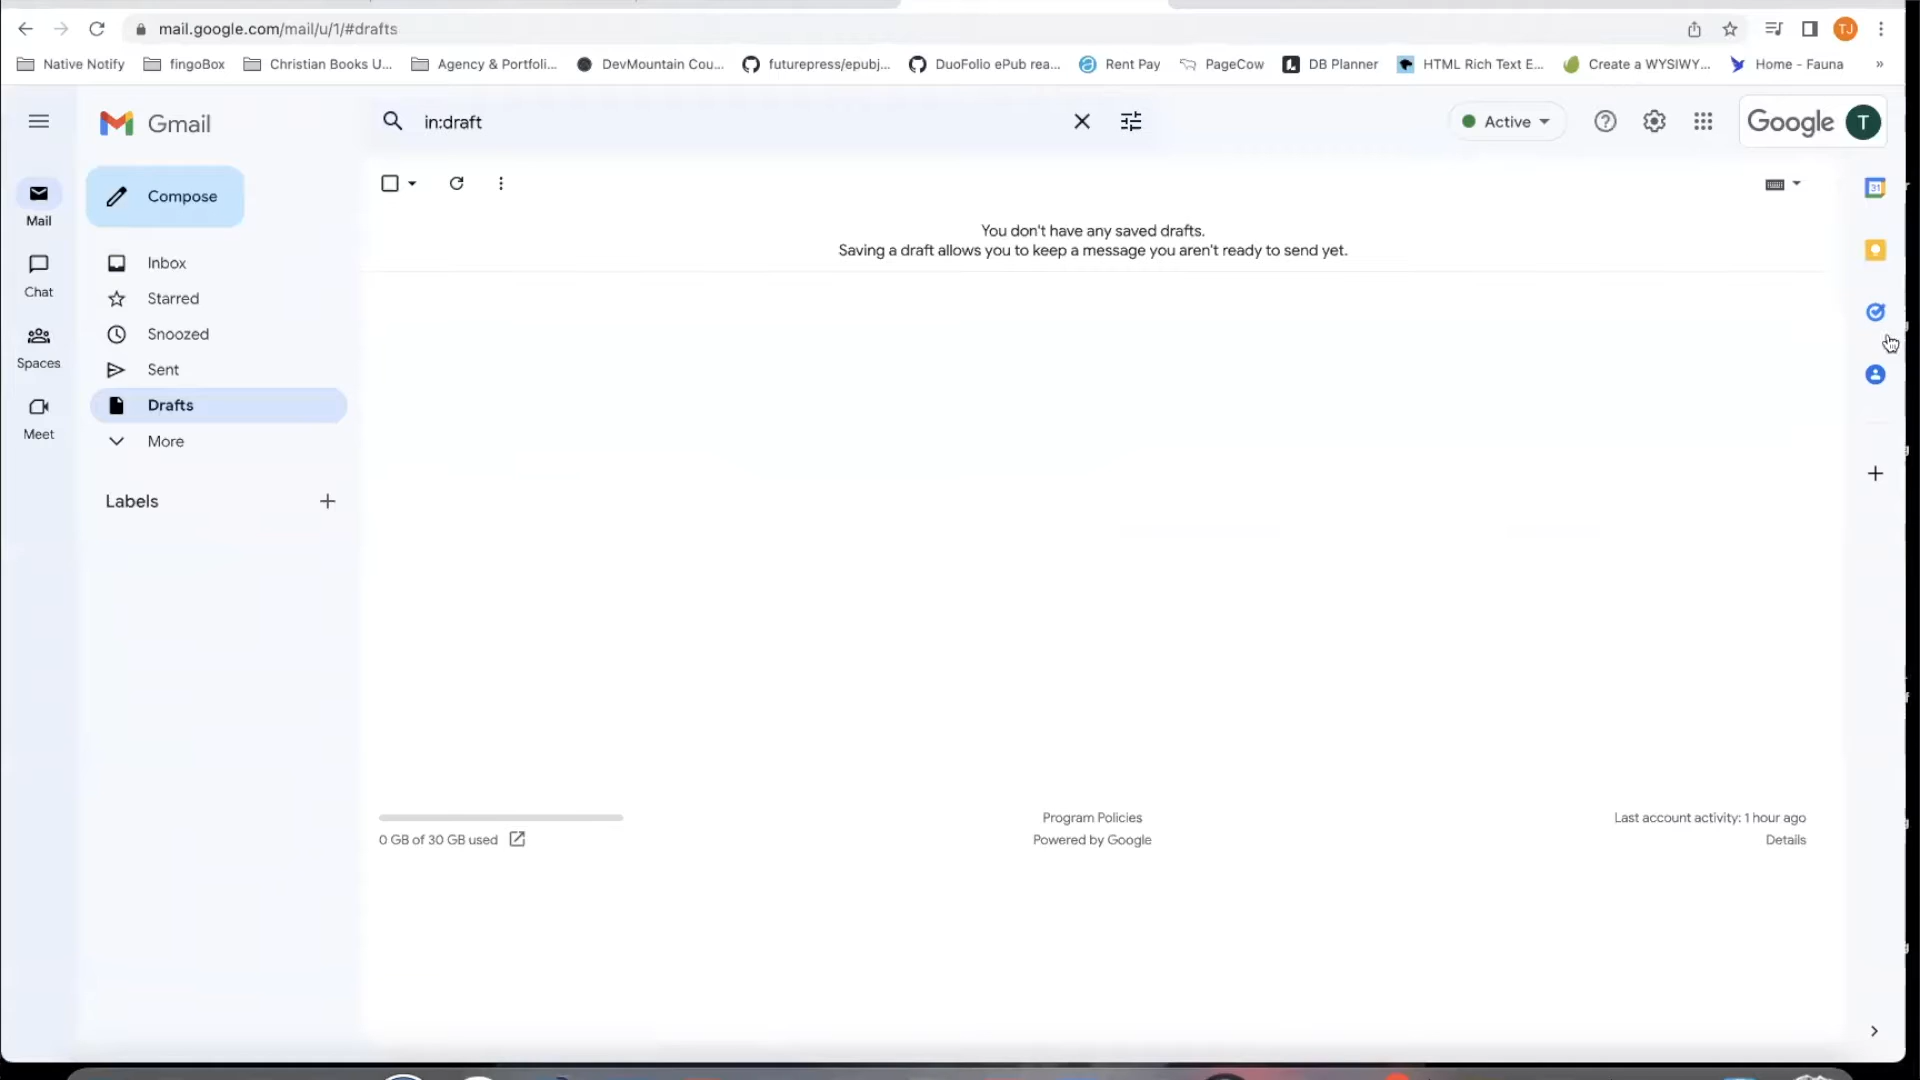 mail.google.com/mail/u/1/#drafts
TJ
Native Notify
fingoBox
Christian Books U...
Agency & Portfoli...
DevMountain Cou...
futurepress/epubj...
DuoFolio ePub rea...
Rent Pay
PageCow
DB Planner
HTML Rich Text E...
Create a WYSIWY...
Home - Fauna
»
Gmail
in:draft
Active
Google
T
Compose
Mail
Chat
Spaces
Meet
Inbox
Starred
Snoozed
Sent
Drafts
More
Labels
You don't have any saved drafts.
Saving a draft allows you to keep a message you aren't ready to send yet.
31
0 GB of 30 GB used
Program Policies
Powered by Google
Last account activity: 1 hour ago
Details